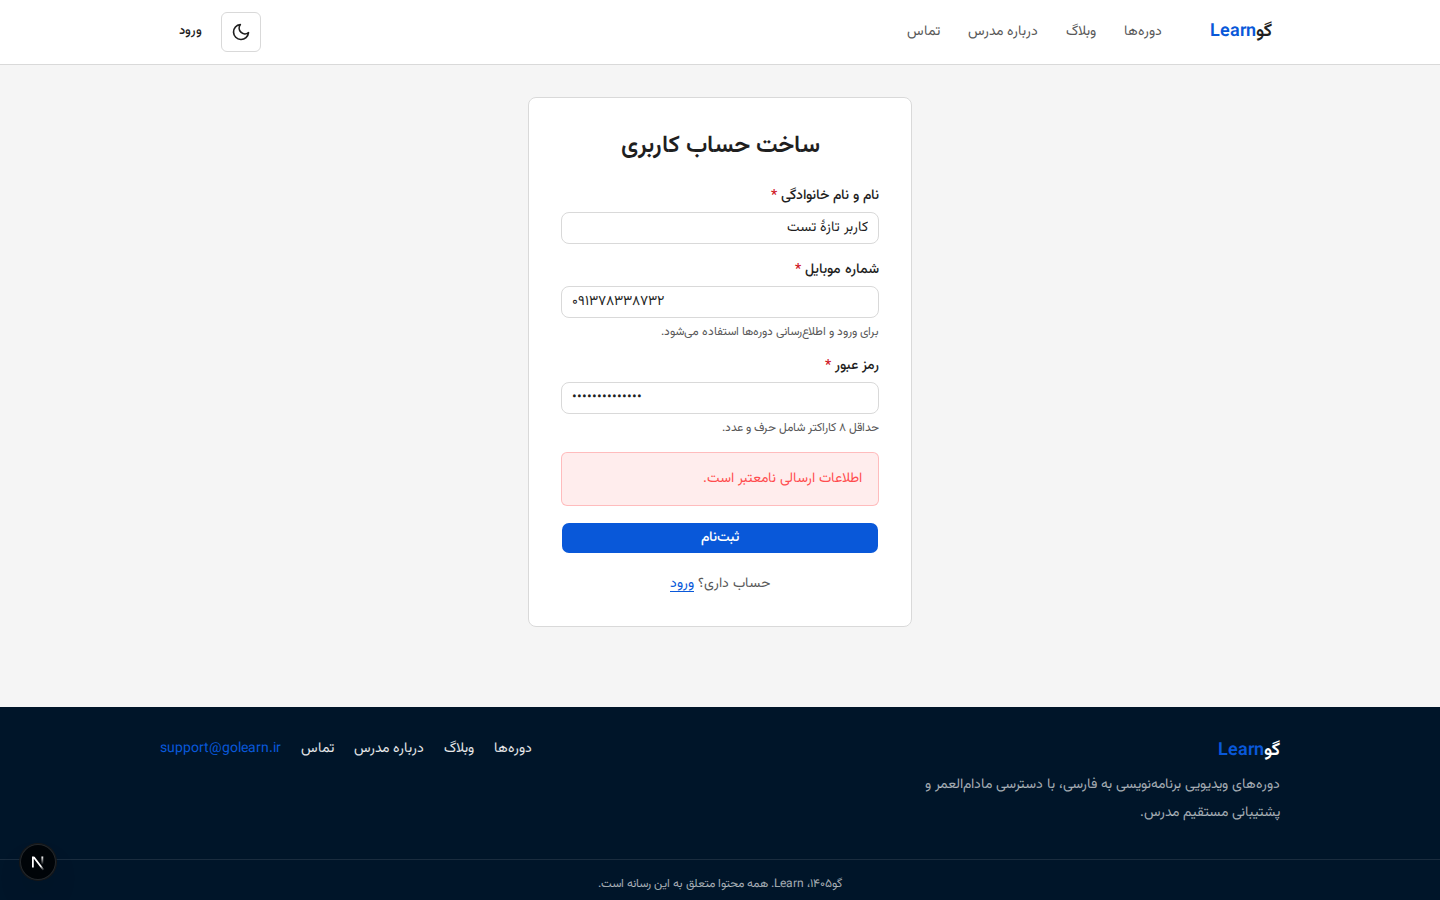 گوLearn
دوره‌ها
وبلاگ
درباره مدرس
تماس
ورود
ساخت حساب کاربری
نام و نام خانوادگی *
کاربر تازهٔ تست
شماره موبایل *
۰۹۱۳۷۸۳۳۸۷۳۲
برای ورود و اطلاع‌رسانی دوره‌ها استفاده می‌شود.
رمز عبور *
••••••••••••••
حداقل ۸ کاراکتر شامل حرف و عدد.
اطلاعات ارسالی نامعتبر است.
ثبت‌نام
حساب داری؟ ورود
گوLearn
دوره‌های ویدیویی برنامه‌نویسی به فارسی، با دسترسی مادام‌العمر و
پشتیبانی مستقیم مدرس.
دوره‌ها
وبلاگ
درباره مدرس
تماس
support@golearn.ir
گوLearn ،۱۴۰۵. همه محتوا متعلق به این رسانه است.
N